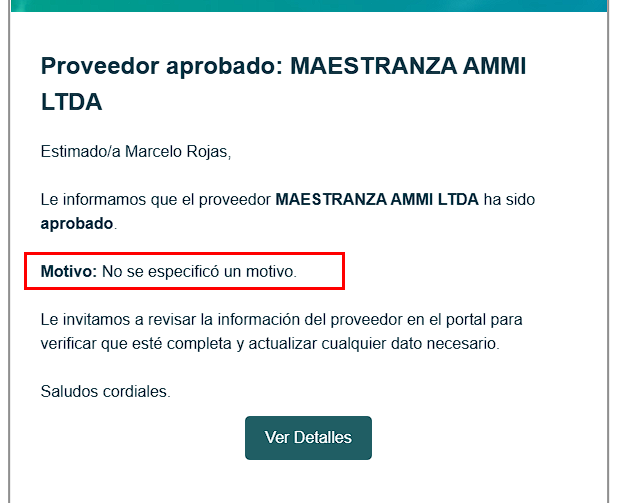 Proveedor aprobado: MAESTRANZA AMMI
LTDA
Estimado/a Marcelo Rojas,
Le informamos que el proveedor MAESTRANZA AMMI LTDA ha sido
aprobado.
Motivo: No se especificó un motivo.
Le invitamos a revisar la información del proveedor en el portal para
verificar que esté completa y actualizar cualquier dato necesario.
Saludos cordiales.
Ver Detalles